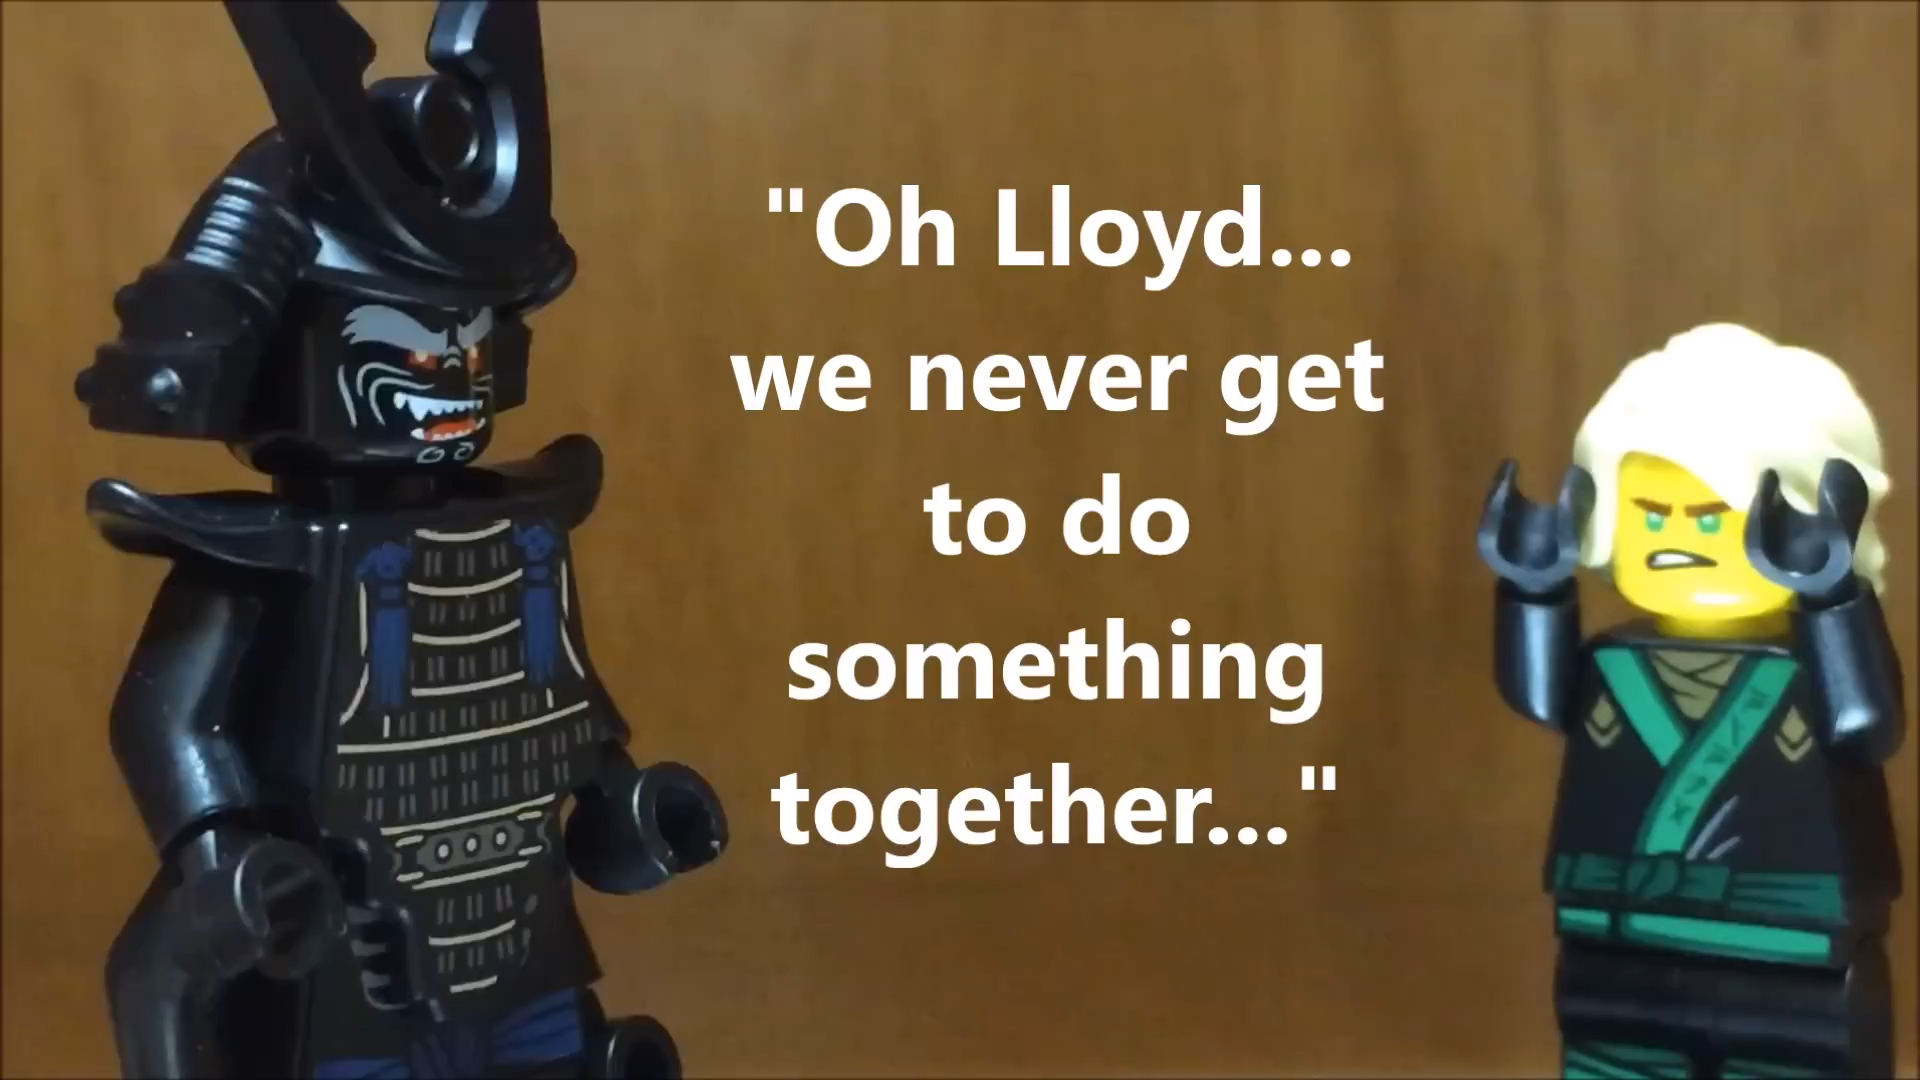 "Oh Lloyd...
we never get
to do
something
together..."